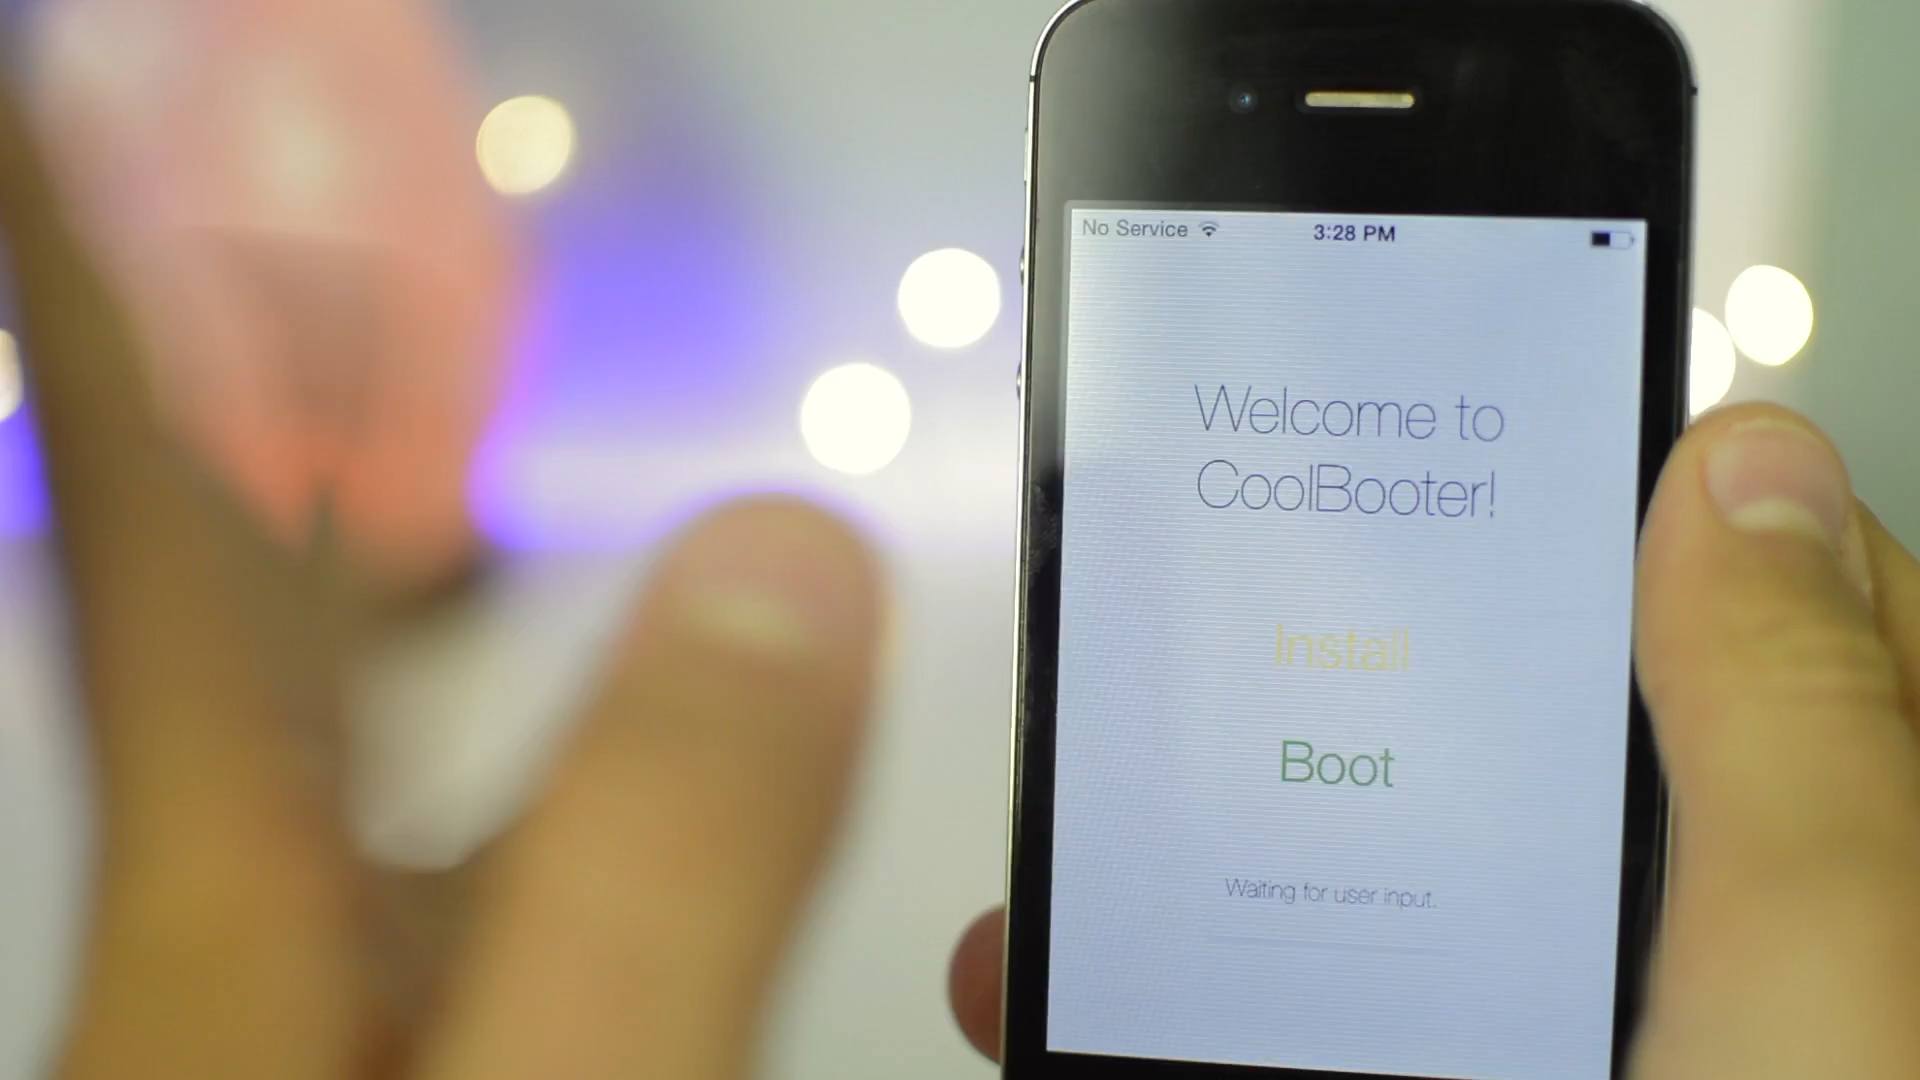 No Service 3:28 PM
Welcome to
CoolBooter!
Install
Boot
Waiting for user input.